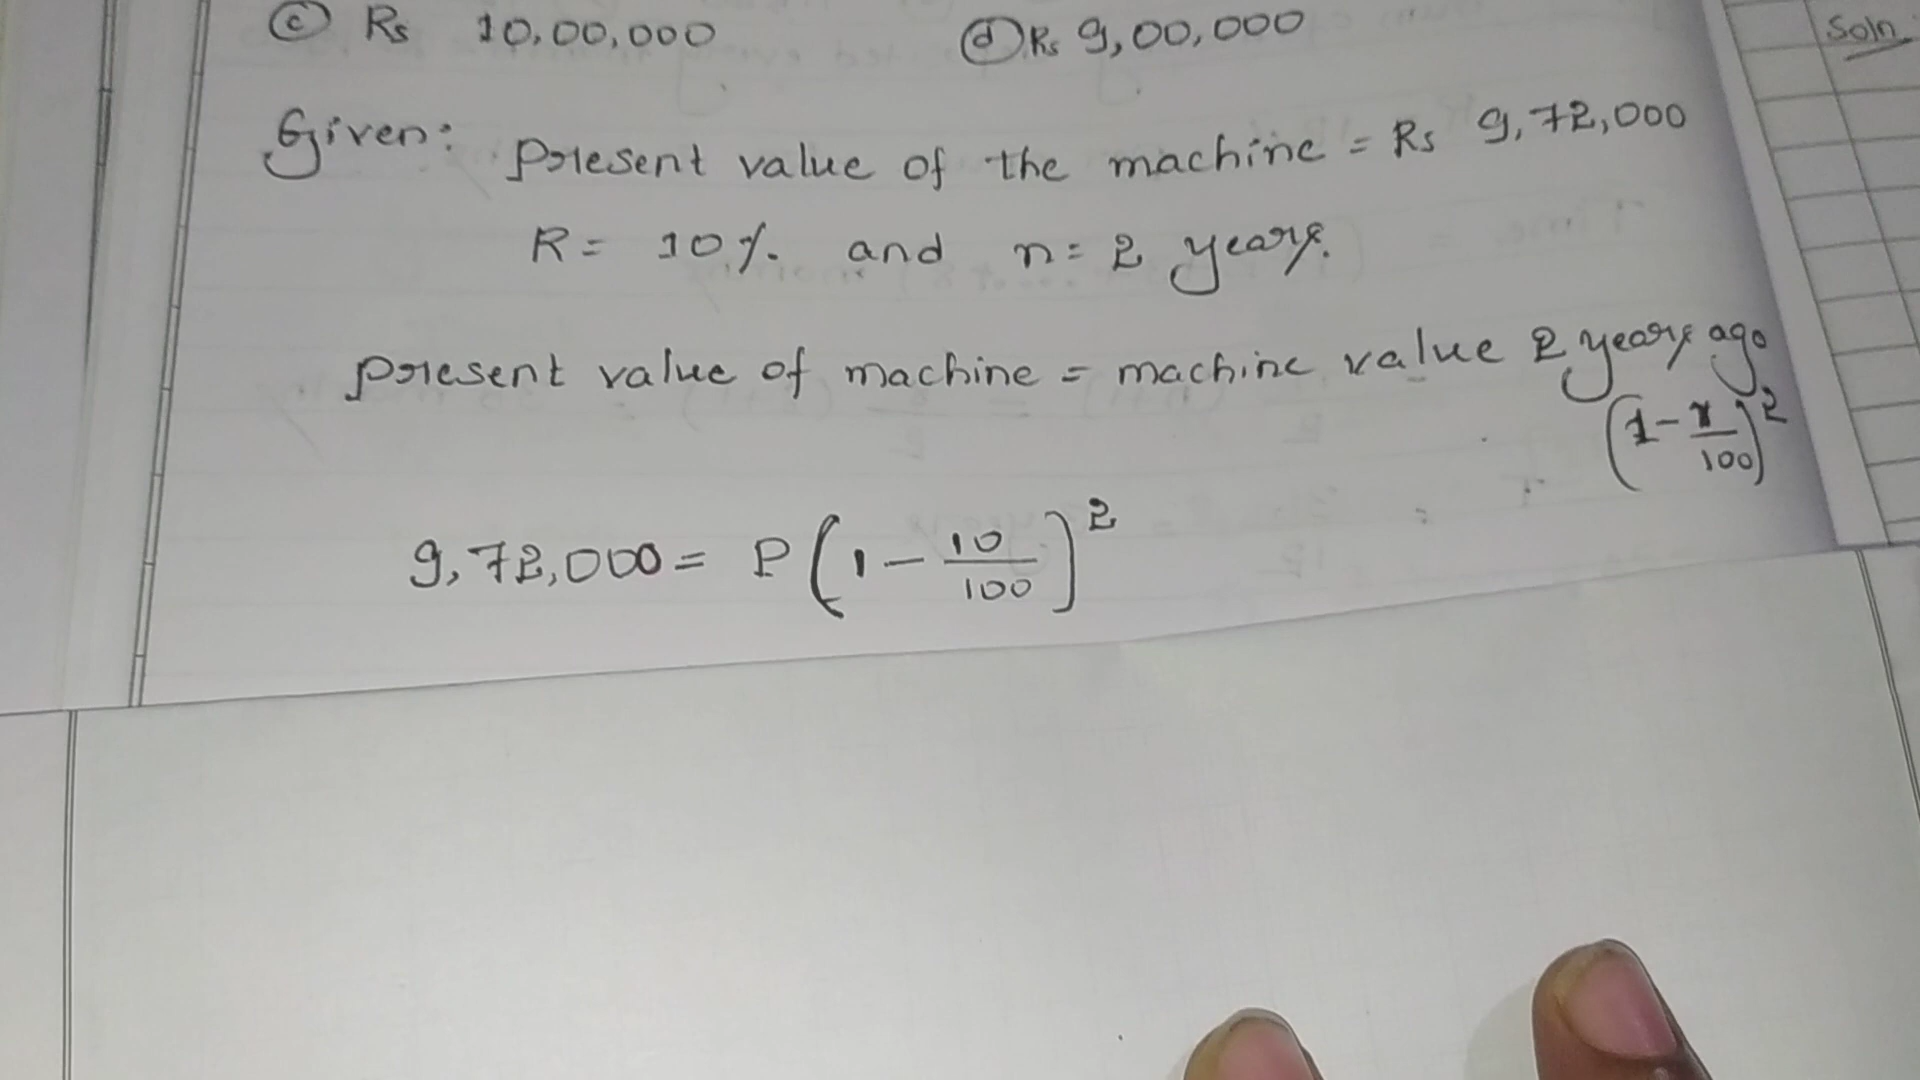 (c) Rs 10,00,000 (d) Rs 9,00,000
Soln
Given: Present value of the machine = Rs 9,72,000
R = 10% and n = 2 years.
Present value of machine = machine value 2 years ago
(1 - r/100)^2
9,72,000 = P(1 - 10/100)^2